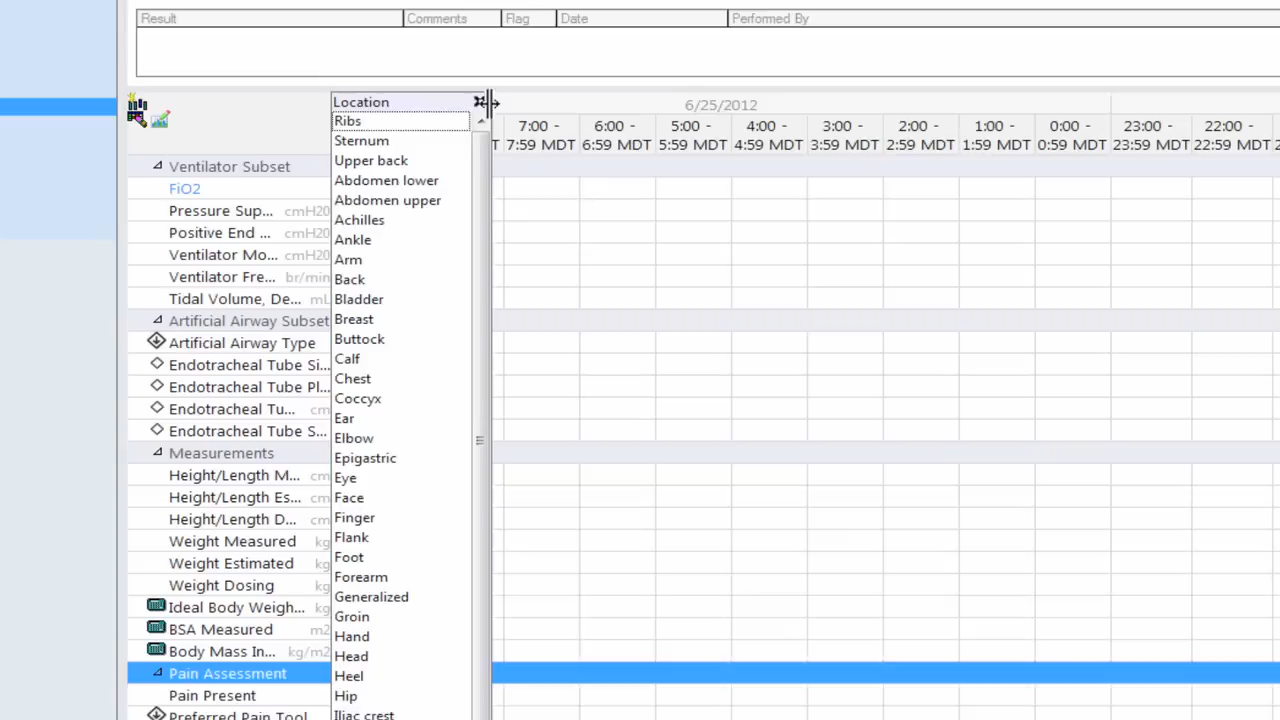 Result Comments Flag Date Performed By
Location
6/25/2012
7:00 - 6:00 - 5:00 - 4:00 - 3:00 - 2:00 - 1:00 - 0:00 - 23:00 - 22:00 -
T 7:59 MDT 6:59 MDT 5:59 MDT 4:59 MDT 3:59 MDT 2:59 MDT 1:59 MDT 0:59 MDT 23:59 MDT 22:59 MDT 2
Ribs
Sternum
Upper back
Abdomen lower
Abdomen upper
Achilles
Ankle
Arm
Back
Bladder
Breast
Buttock
Calf
Chest
Coccyx
Ear
Elbow
Epigastric
Eye
Face
Finger
Flank
Foot
Forearm
Generalized
Groin
Hand
Head
Heel
Hip
Iliac crest
Ventilator Subset
FiO2
Pressure Sup... cmH20
Positive End ... cmH20
Ventilator Mo... cmH20
Ventilator Fre... br/min
Tidal Volume, De... mL
Artificial Airway Subset
Artificial Airway Type
Endotracheal Tube Si...
Endotracheal Tube Pl...
Endotracheal Tu... cm
Endotracheal Tube S...
Measurements
Height/Length M... cm
Height/Length Es... cm
Height/Length D... cm
Weight Measured kg
Weight Estimated kg
Weight Dosing kg
Ideal Body Weigh... kg
BSA Measured m2
Body Mass In... kg/m2
Pain Assessment
Pain Present
Preferred Pain Tool